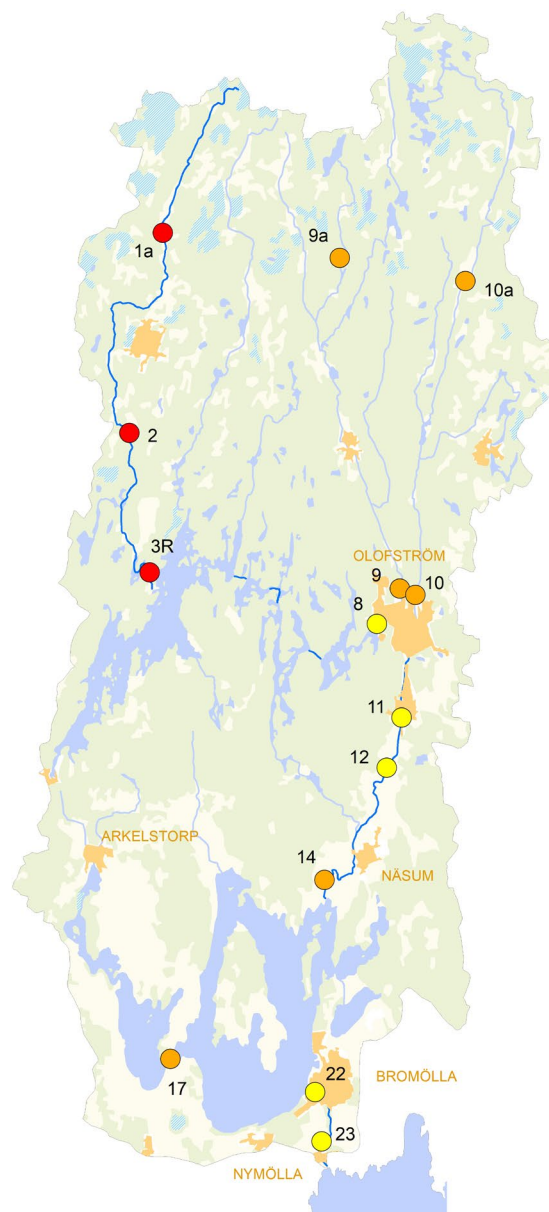 1a
9a
10a
2
3R
OLOFSTRÖM
9
10
8
11
12
ARKELSTORP
14
NÄSUM
17
22
BROMÖLLA
23
NYMÖLLA